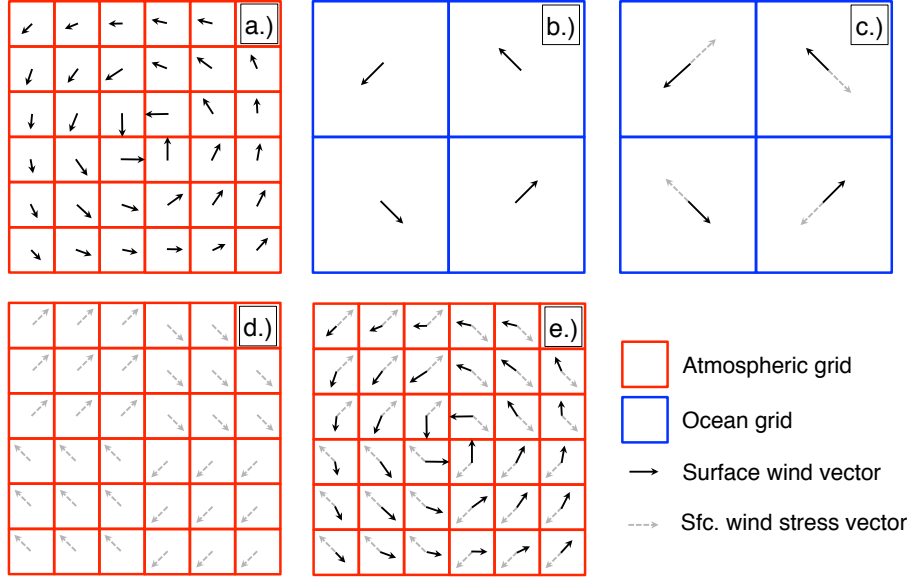 a.)
b.)
c.)
d.)
e.)
Atmospheric grid
Ocean grid
Surface wind vector
Sfc. wind stress vector